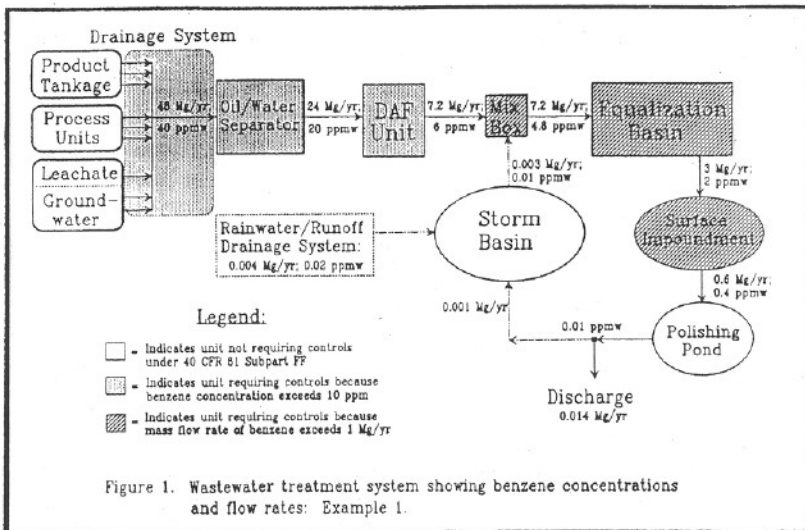 Drainage System
Product
Tankage
Process
Units
Leachate
Ground-
water
48 Mg/yr;
40 ppmw
Oil/Water
Separator
24 Mg/yr;
20 ppmw
DAF
Unit
7.2 Mg/yr;
6 ppmw
Mix
Box
7.2 Mg/yr;
4.8 ppmw
Equalization
Basin
0.003 Mg/yr;
0.01 ppmw
3 Mg/yr;
2 ppmw
Rainwater/Runoff
Drainage System:
0.004 Mg/yr; 0.02 ppmw
Storm
Basin
Surface
Impoundment
0.6 Mg/yr;
0.4 ppmw
0.001 Mg/yr
0.01 ppmw
Polishing
Pond
Discharge
0.014 Mg/yr
Legend:
= Indicates unit not requiring controls
under 40 CFR 61 Subpart FF
= Indicates unit requiring controls because
benzene concentration exceeds 10 ppm
= Indicates unit requiring controls because
mass flow rate of benzene exceeds 1 Mg/yr
Figure 1. Wastewater treatment system showing benzene concentrations
and flow rates: Example 1.